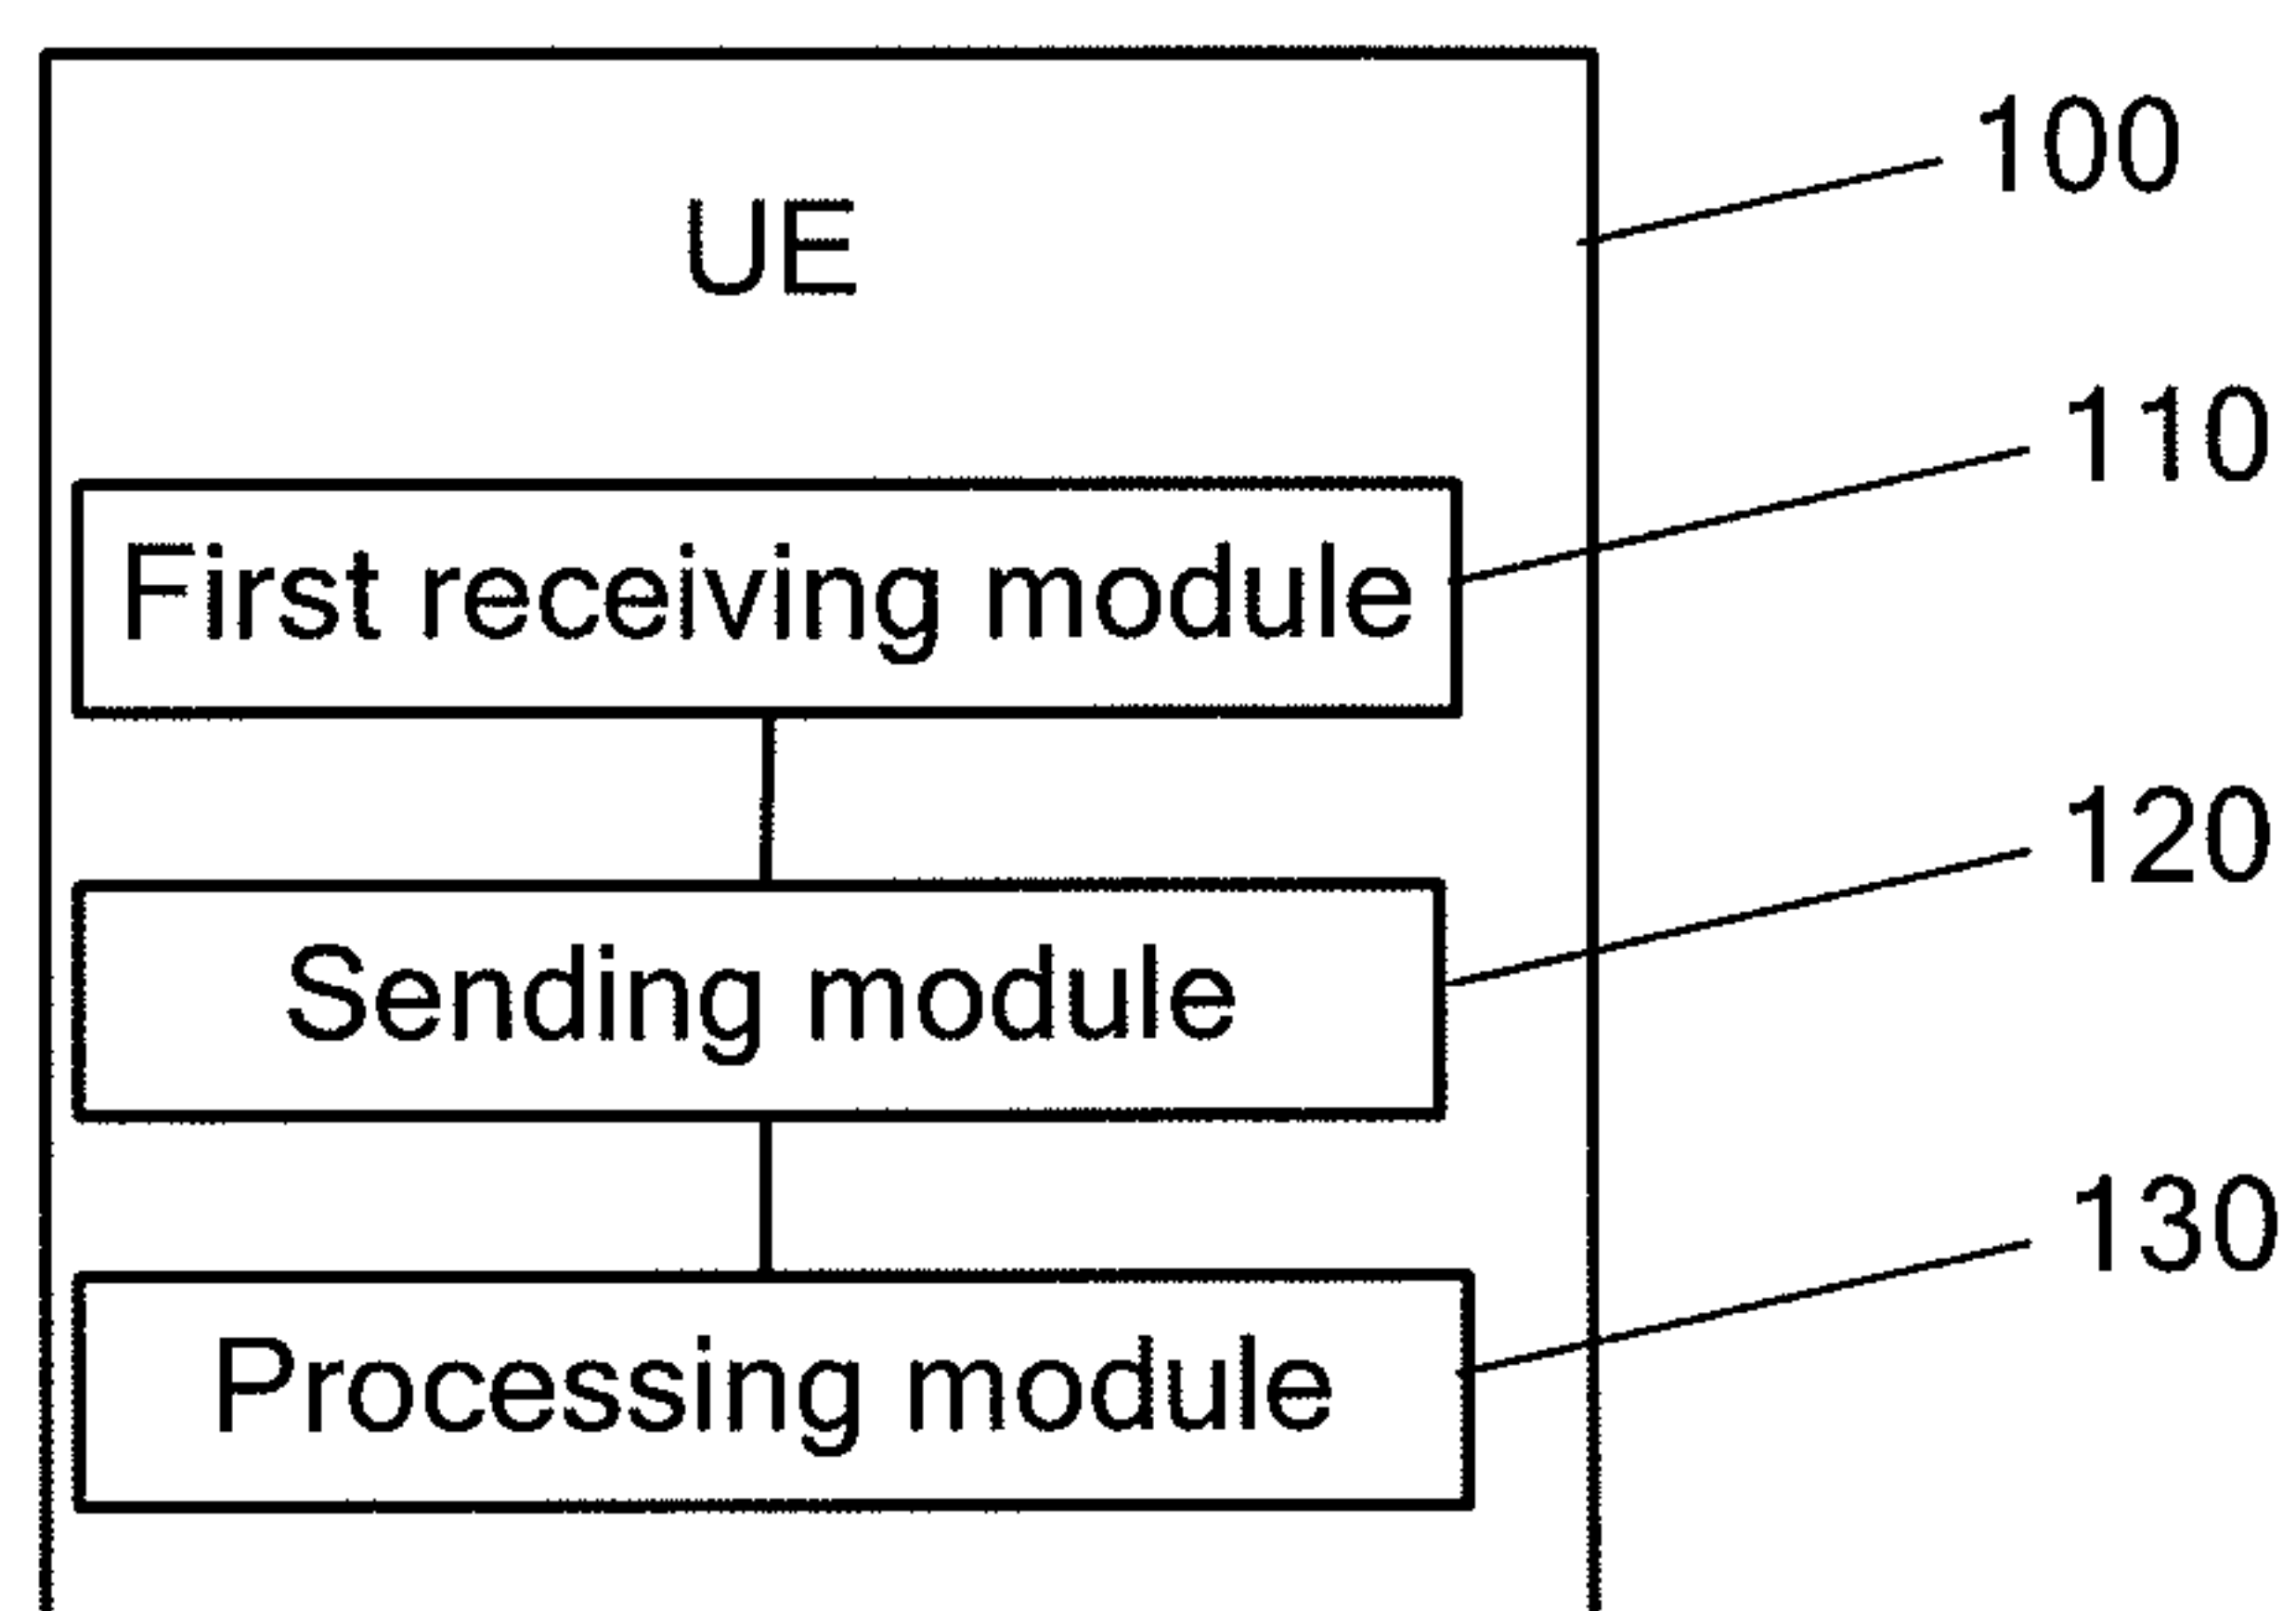 UE
100
First receiving module
110
Sending module
120
Processing module
130